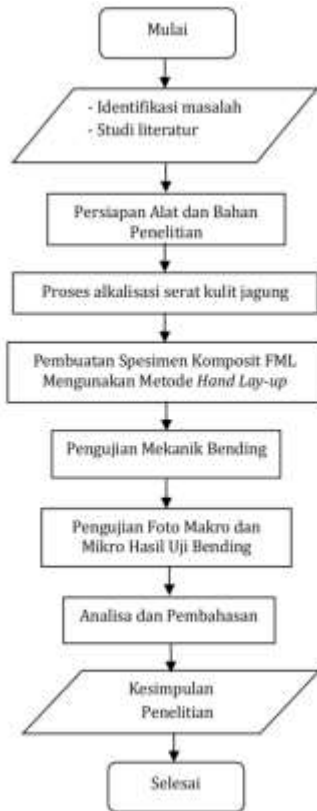 Mulai
- Identifikasi masalah
- Studi literatur
Persiapan Alat dan Bahan
Penelitian
Proses alkalisasi serat kulit jagung
Pembuatan Spesimen Komposit FML
Mengunakan Metode Hand Lay-up
Pengujian Mekanik Bending
Pengujian Foto Makro dan
Mikro Hasil Uji Bending
Analisa dan Pembahasan
Kesimpulan
Penelitian
Selesai